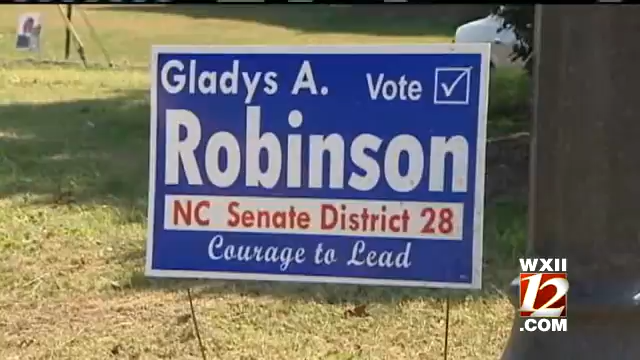 Gladys A. Vote
Robinson
NC Senate District 28
Courage to Lead
WXII
12
.COM